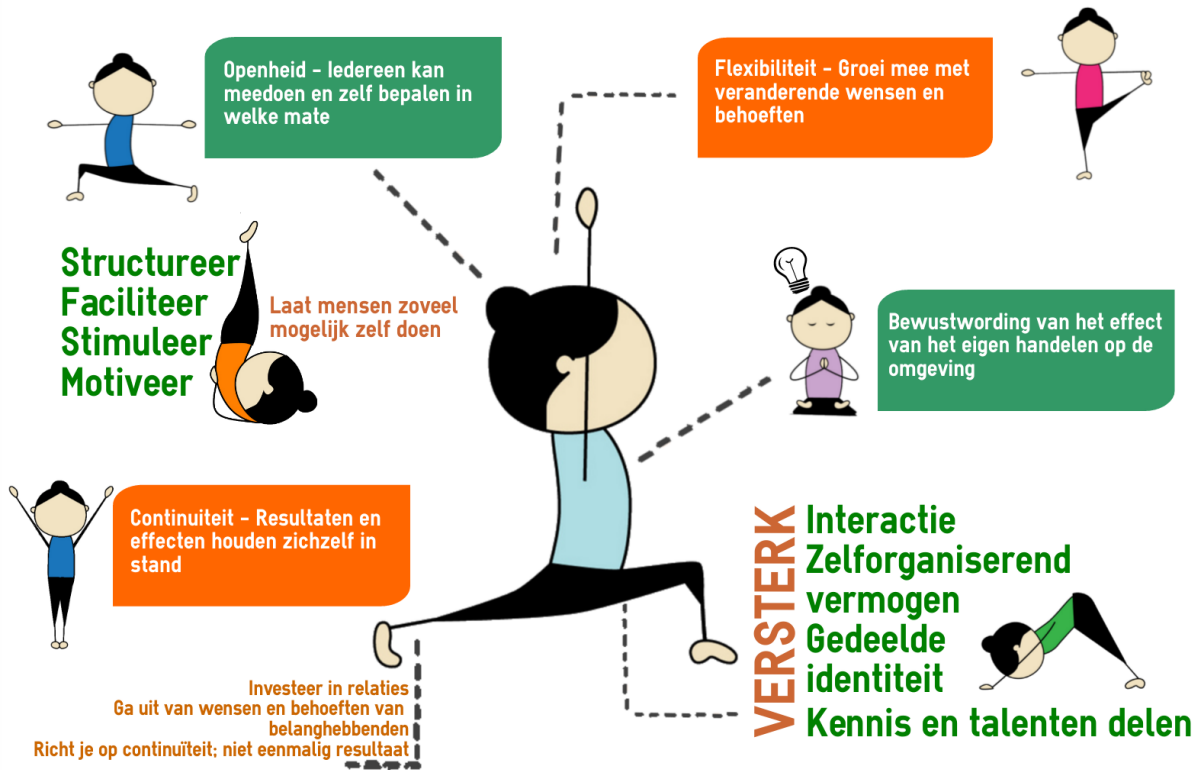 Openheid - Iedereen kan
meedoen en zelf bepalen in
welke mate
Flexibiliteit - Groei mee met
veranderende wensen en
behoeften
Structureer
Faciliteer
Stimuleer
Motiveer
Laat mensen zoveel
mogelijk zelf doen
Bewustwording van het effect
van het eigen handelen op de
omgeving
Continuiteit - Resultaten en
effecten houden zichzelf in
stand
VERSTERK
Interactie
Zelforganiserend
vermogen
Gedeelde
identiteit
Kennis en talenten delen
Investeer in relaties
Ga uit van wensen en behoeften van
belanghebbenden
Richt je op continuïteit; niet eenmalig resultaat